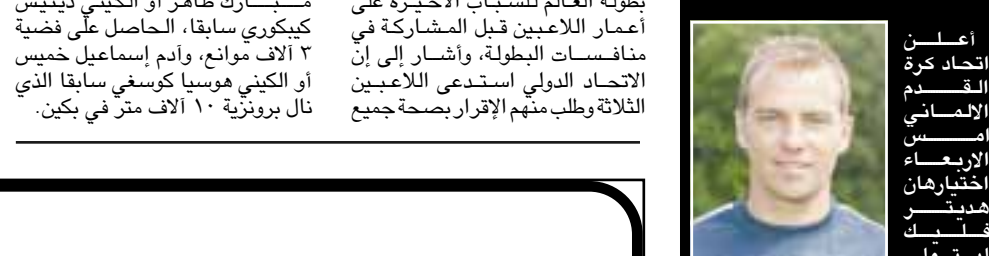 أعلن
اتحاد كرة
القدم
الالماني
امس
الاربعاء
اختيارهان
هديتر
فليك
بطولة العالم للشباب الأخيرة على
أعمار اللاعبين قبل المشاركة في
منافسات البطولة، وأشار إلى إن
الاتحاد الدولي استدعى اللاعبين
الثلاثة وطلب منهم الإقرار بصحة جميع
مبارك طاهر أو الكيني دينيس
كيبكوري سابقا، الحاصل على فضية
٣ آلاف موانع، وآدم إسماعيل خميس
أو الكيني هوسيا كوسغي سابقا الذي
نال برونزية ١٠ آلاف متر في بكين.